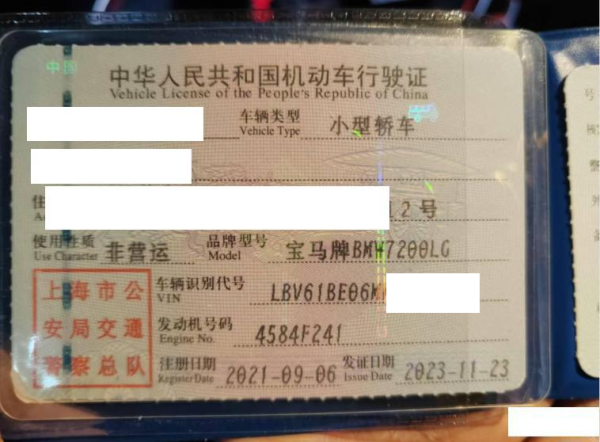 中国
中华人民共和国机动车行驶证
Vehicle License of the People's Republic of China
车辆类型 小型轿车
Vehicle Type
住
12号
使用性质 非营运 品牌型号 宝马牌BMW7200LG
Use Character Model
车辆识别代号 LBV61BE06
VIN
上海市公
安局交通
警察总队
发动机号码 4584F241
Engine No.
注册日期 2021-09-06 发证日期 2023-11-23
Register Date Issue Date
号